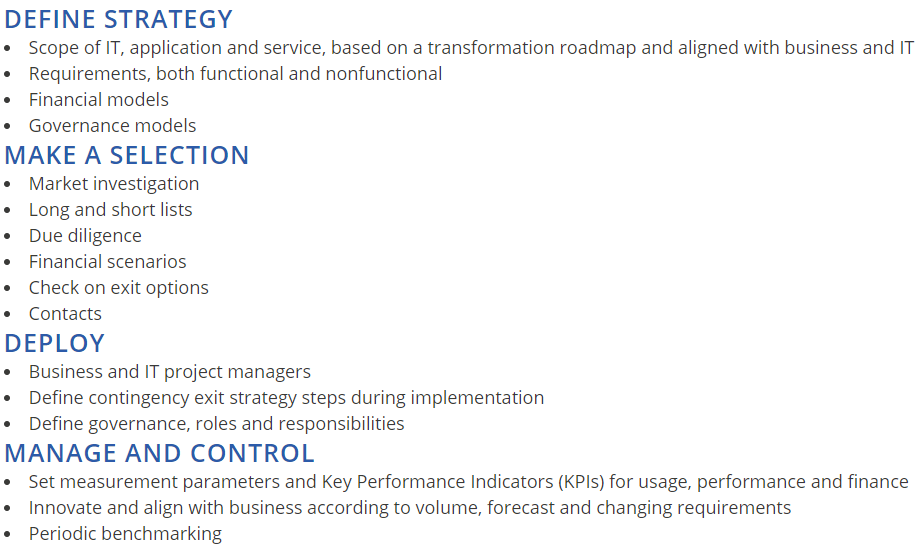 DEFINE STRATEGY
• Scope of IT, application and service, based on a transformation roadmap and aligned with business and IT
• Requirements, both functional and nonfunctional
• Financial models
• Governance models
MAKE A SELECTION
• Market investigation
• Long and short lists
• Due diligence
• Financial scenarios
• Check on exit options
• Contacts
DEPLOY
• Business and IT project managers
• Define contingency exit strategy steps during implementation
• Define governance, roles and responsibilities
MANAGE AND CONTROL
• Set measurement parameters and Key Performance Indicators (KPIs) for usage, performance and finance
• Innovate and align with business according to volume, forecast and changing requirements
• Periodic benchmarking